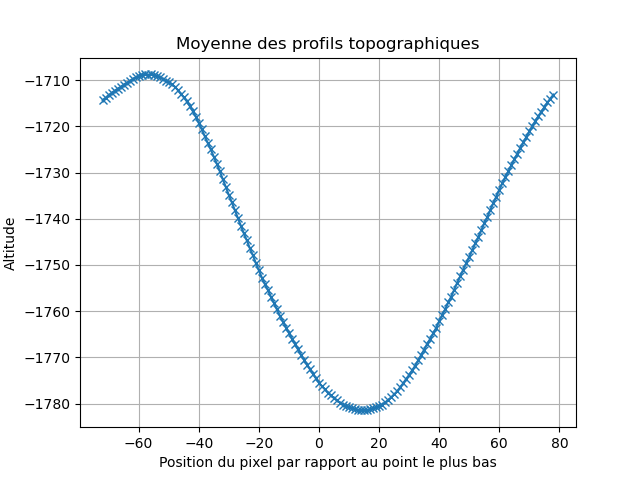 Moyenne des profils topographiques
−1710
−1720
−1730
−1740
−1750
−1760
−1770
−1780
Altitude
−60 −40 −20 0 20 40 60 80
Position du pixel par rapport au point le plus bas